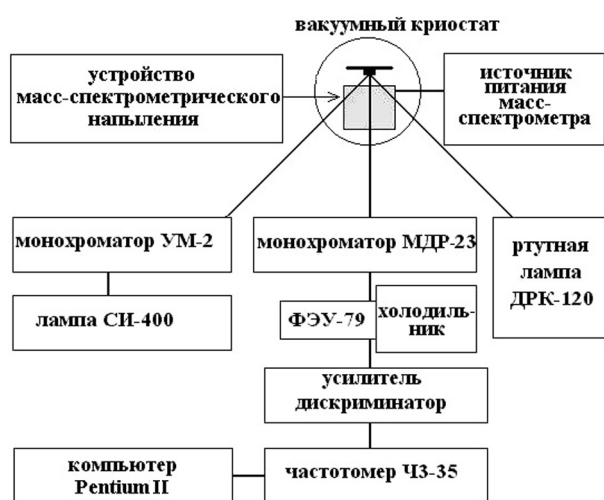 вакуумный криостат
устройство
масс-спектрометрического
напыления
источник
питания
масс-
спектрометра
монохроматор УМ-2
монохроматор МДР-23
ртутная
лампа
ДРК-120
лампа СИ-400
ФЭУ-79
холодиль-
ник
усилитель
дискриминатор
компьютер
Pentium II
частотомер ЧЗ-35